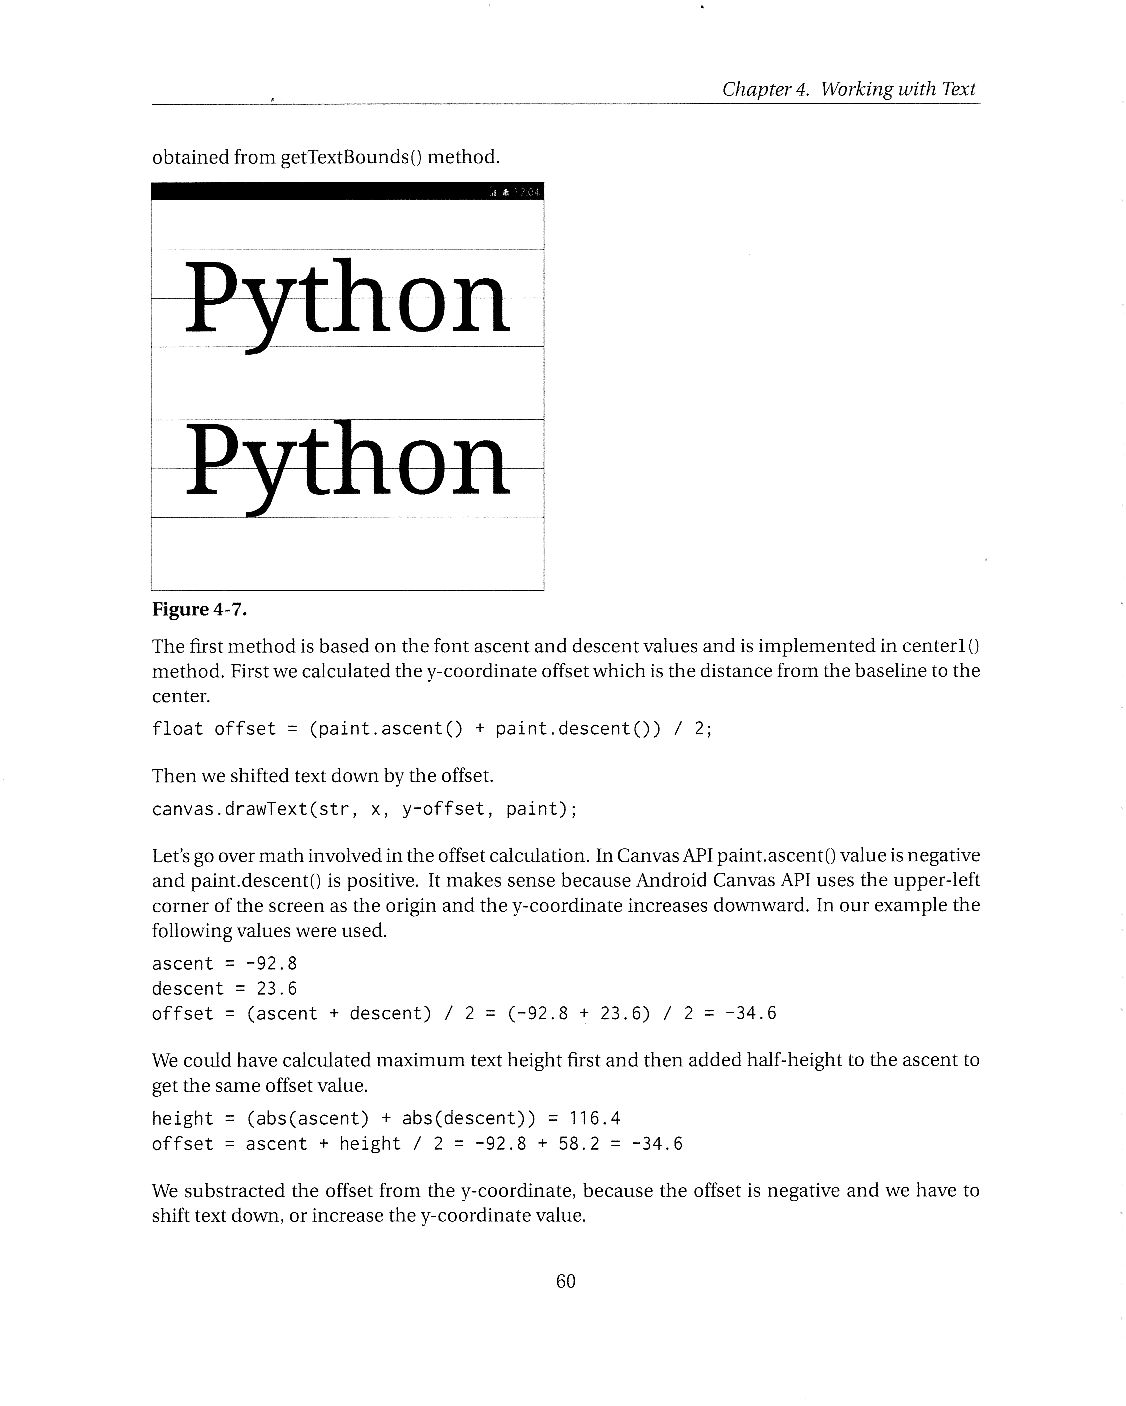 Chapter 4. Working with Text
obtained from getTextBounds() method.
Python
Python
Figure 4-7.
The first method is based on the font ascent and descent values and is implemented in center1()
method. First we calculated the y-coordinate offset which is the distance from the baseline to the
center.
float offset = (paint.ascent() + paint.descent()) / 2;
Then we shifted text down by the offset.
canvas.drawText(str, x, y-offset, paint);
Let's go over math involved in the offset calculation. In Canvas API paint.ascent() value is negative
and paint.descent() is positive. It makes sense because Android Canvas API uses the upper-left
corner of the screen as the origin and the y-coordinate increases downward. In our example the
following values were used.
ascent = -92.8
descent = 23.6
offset = (ascent + descent) / 2 = (-92.8 + 23.6) / 2 = -34.6
We could have calculated maximum text height first and then added half-height to the ascent to
get the same offset value.
height = (abs(ascent) + abs(descent)) = 116.4
offset = ascent + height / 2 = -92.8 + 58.2 = -34.6
We substracted the offset from the y-coordinate, because the offset is negative and we have to
shift text down, or increase the y-coordinate value.
60